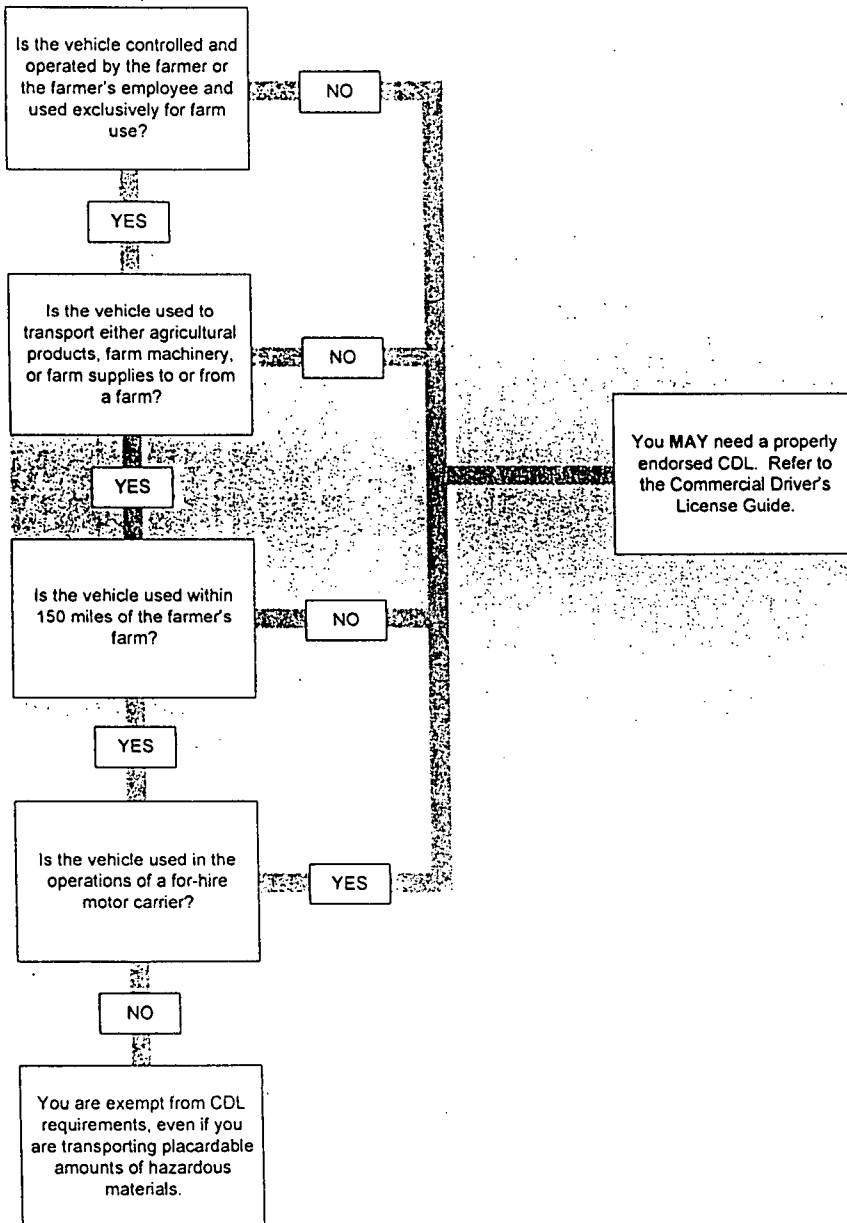 Is the vehicle controlled and
operated by the farmer or
the farmer's employee and
used exclusively for farm
use?
NO
YES
Is the vehicle used to
transport either agricultural
products, farm machinery,
or farm supplies to or from
a farm?
NO
You MAY need a properly
endorsed CDL. Refer to
the Commercial Driver's
License Guide.
YES
Is the vehicle used within
150 miles of the farmer's
farm?
NO
YES
Is the vehicle used in the
operations of a for-hire
motor carrier?
YES
NO
You are exempt from CDL
requirements, even if you
are transporting placardable
amounts of hazardous
materials.